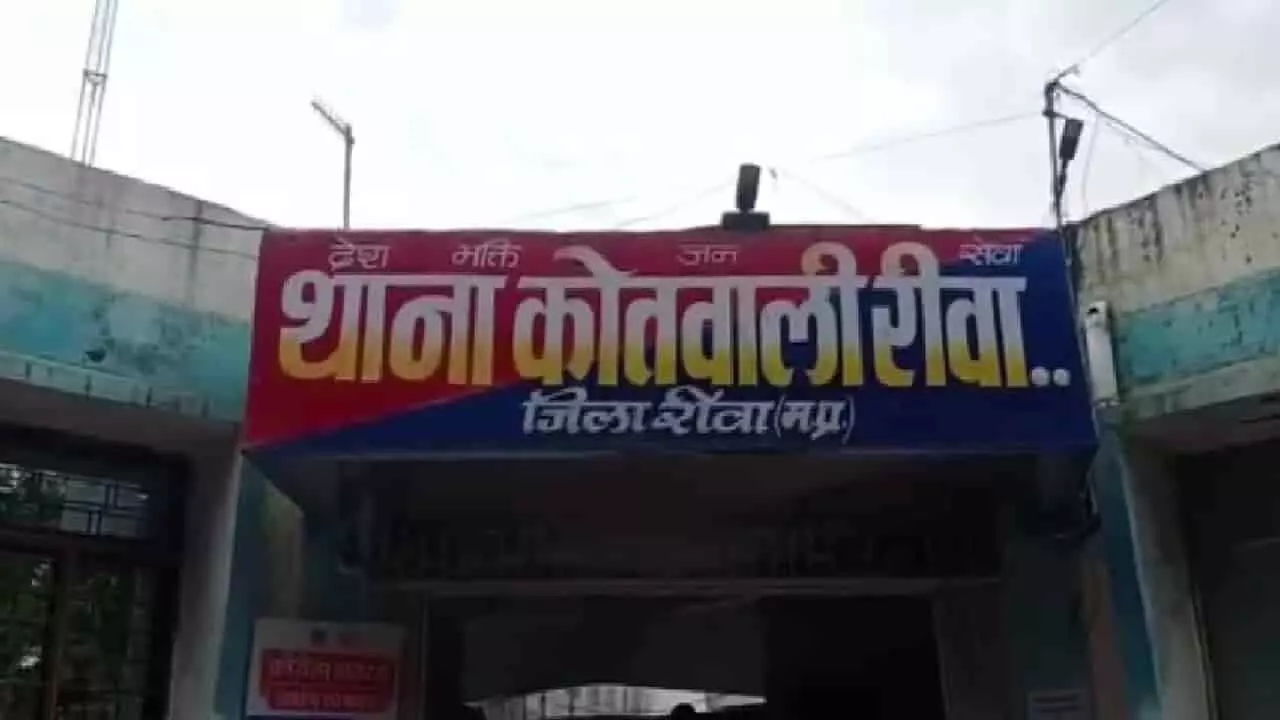 देश भक्ति जन सेवा
थाना कोतवाली रीवा..
जिला रीवा (म.प्र.)